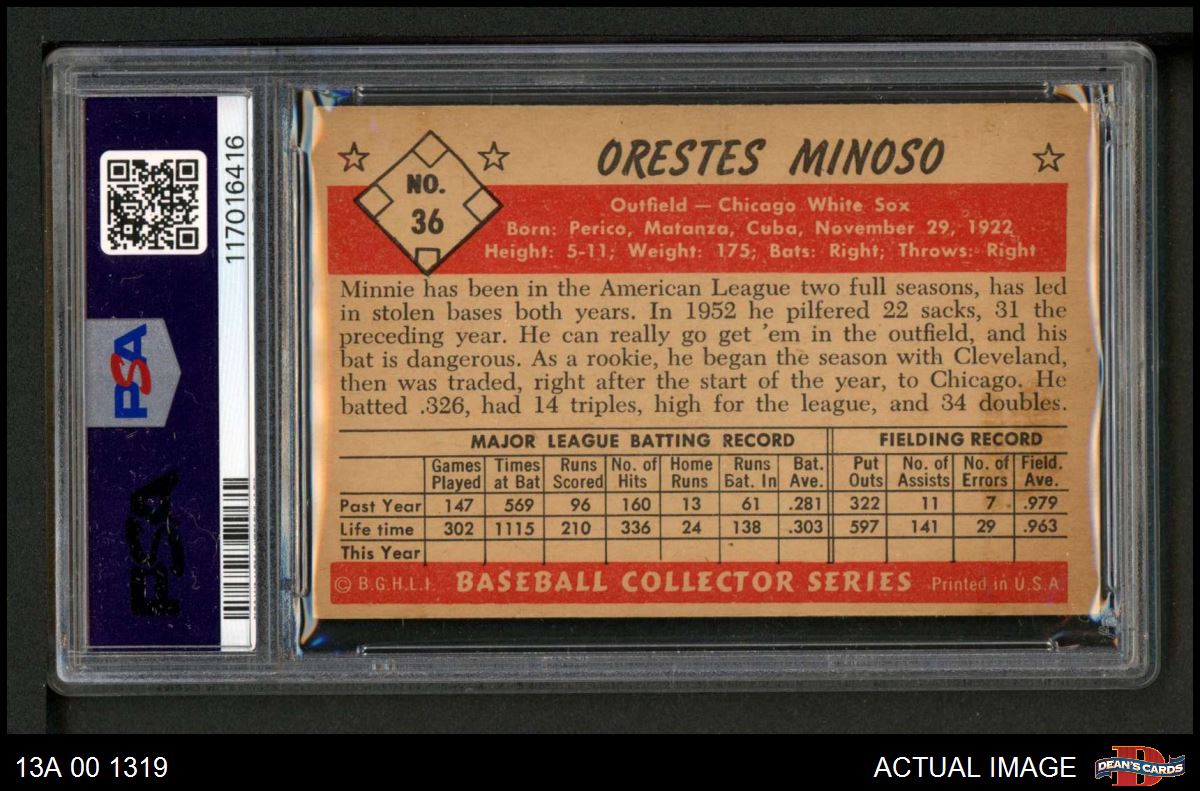 117016416
PSA
PSA
ORESTES MINOSO
NO.
36
Outfield — Chicago White Sox
Born: Perico, Matanza, Cuba, November 29, 1922
Height: 5-11; Weight: 175; Bats: Right; Throws: Right
Minnie has been in the American League two full seasons, has led
in stolen bases both years. In 1952 he pilfered 22 sacks, 31 the
preceding year. He can really go get 'em in the outfield, and his
bat is dangerous. As a rookie, he began the season with Cleveland,
then was traded, right after the start of the year, to Chicago. He
batted .326, had 14 triples, high for the league, and 34 doubles.
MAJOR LEAGUE BATTING RECORD FIELDING RECORD
Games Times Runs No. of Home Runs Bat. Put No. of No. of Field.
Played at Bat Scored Hits Runs Bat. In Ave. Outs Assists Errors Ave.
Past Year 147 569 96 160 13 61 .281 322 11 7 .979
Life time 302 1115 210 336 24 138 .303 597 141 29 .963
This Year
© B.G.H.L.I. BASEBALL COLLECTOR SERIES Printed in U.S.A
13A 00 1319
ACTUAL IMAGE
D
DEAN'S CARDS